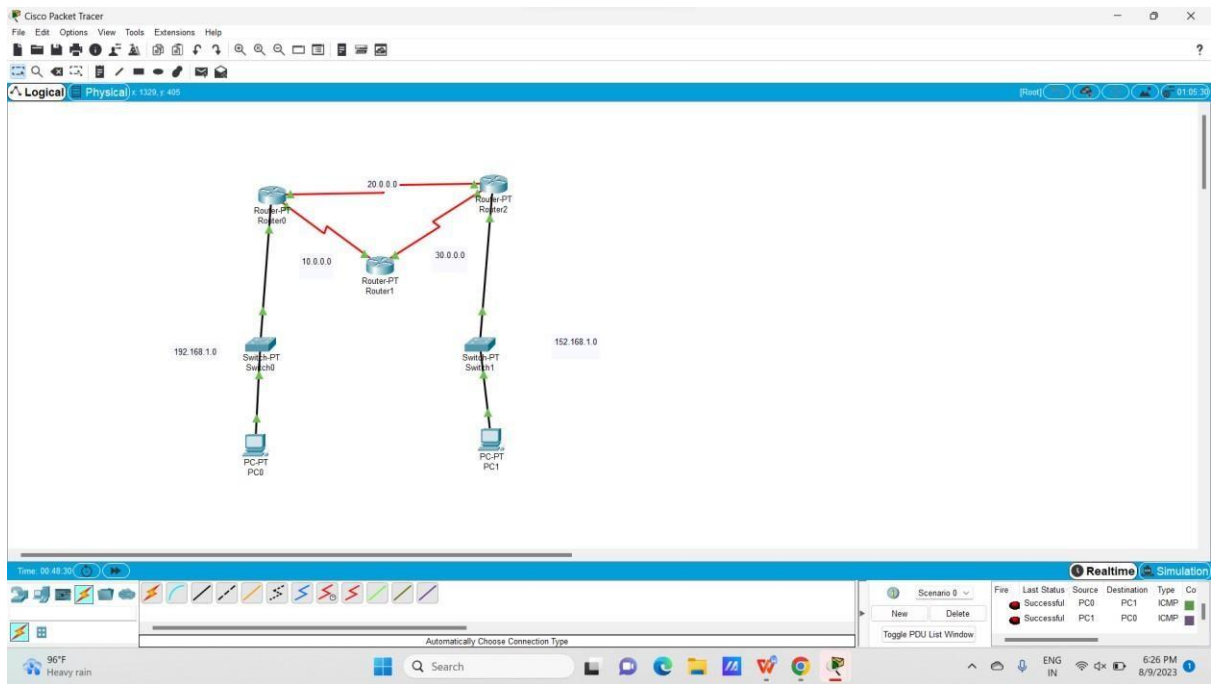 Cisco Packet Tracer
File Edit Options View Tools Extensions Help
?
Logical Physical x: 1329, y: 405 [Root] 01:05:30
20.0.0.0
Router-PT
Router0
Router-PT
Router2
10.0.0.0
30.0.0.0
Router-PT
Router1
192.168.1.0
Switch-PT
Switch0
Switch-PT
Switch1
152.168.1.0
PC-PT
PC0
PC-PT
PC1
Time: 00:48:30 Realtime Simulation
Scenario 0
New Delete
Toggle PDU List Window
Fire Last Status Source Destination Type Co
Successful PC0 PC1 ICMP
Successful PC1 PC0 ICMP
Automatically Choose Connection Type
96°F
Heavy rain
Search
ENG
IN
6:26 PM
8/9/2023
1